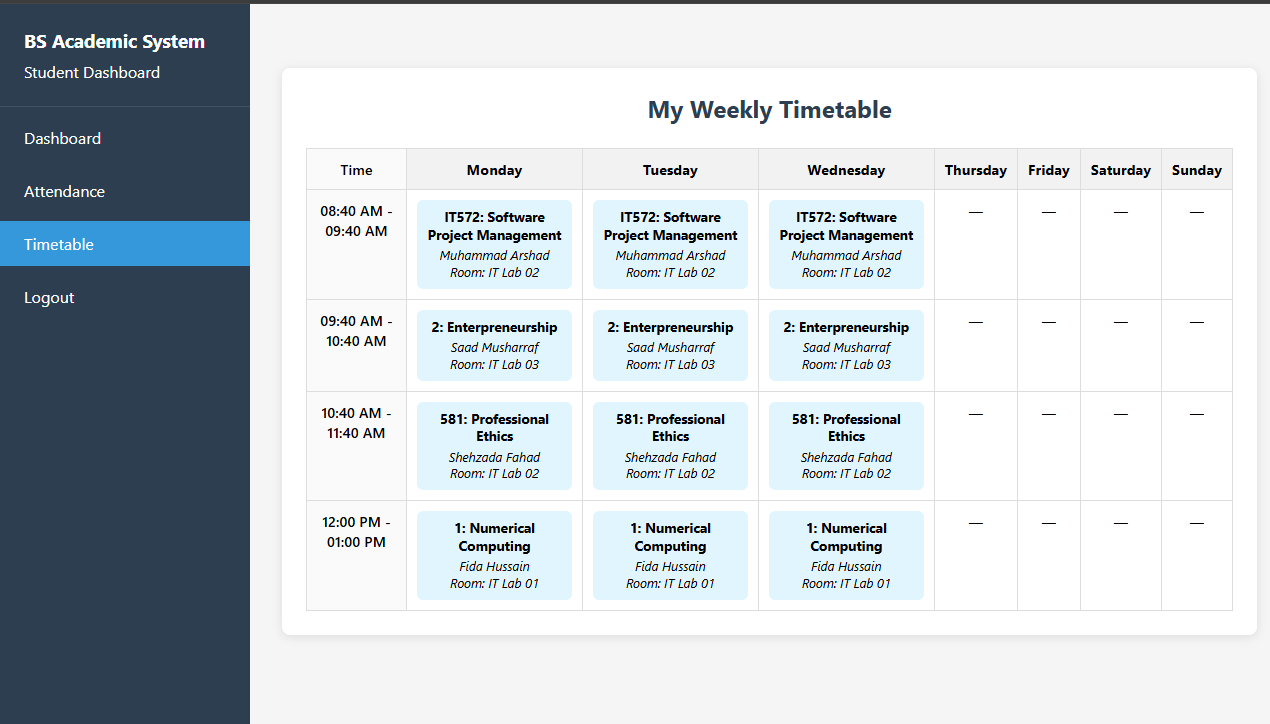 BS Academic System
Student Dashboard
Dashboard
Attendance
Timetable
Logout
My Weekly Timetable
Time Monday Tuesday Wednesday Thursday Friday Saturday Sunday
08:40 AM -
09:40 AM
IT572: Software
Project Management
Muhammad Arshad
Room: IT Lab 02
IT572: Software
Project Management
Muhammad Arshad
Room: IT Lab 02
IT572: Software
Project Management
Muhammad Arshad
Room: IT Lab 02
— — — —
09:40 AM -
10:40 AM
2: Enterpreneurship
Saad Musharraf
Room: IT Lab 03
2: Enterpreneurship
Saad Musharraf
Room: IT Lab 03
2: Enterpreneurship
Saad Musharraf
Room: IT Lab 03
— — — —
10:40 AM -
11:40 AM
581: Professional
Ethics
Shehzada Fahad
Room: IT Lab 02
581: Professional
Ethics
Shehzada Fahad
Room: IT Lab 02
581: Professional
Ethics
Shehzada Fahad
Room: IT Lab 02
— — — —
12:00 PM -
01:00 PM
1: Numerical
Computing
Fida Hussain
Room: IT Lab 01
1: Numerical
Computing
Fida Hussain
Room: IT Lab 01
1: Numerical
Computing
Fida Hussain
Room: IT Lab 01
— — — —